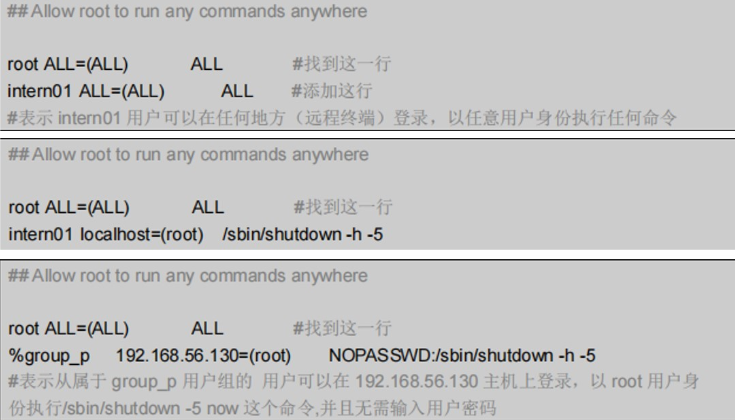 ## Allow root to run any commands anywhere
root ALL=(ALL) ALL #找到这一行
intern01 ALL=(ALL) ALL #添加这行
#表示 intern01 用户可以在任何地方（远程终端）登录，以任意用户身份执行任何命令
## Allow root to run any commands anywhere
root ALL=(ALL) ALL #找到这一行
intern01 localhost=(root) /sbin/shutdown -h -5
## Allow root to run any commands anywhere
root ALL=(ALL) ALL #找到这一行
%group_p 192.168.56.130=(root) NOPASSWD:/sbin/shutdown -h -5
#表示从属于 group_p 用户组的 用户可以在 192.168.56.130 主机上登录，以 root 用户身
份执行/sbin/shutdown -5 now 这个命令,并且无需输入用户密码